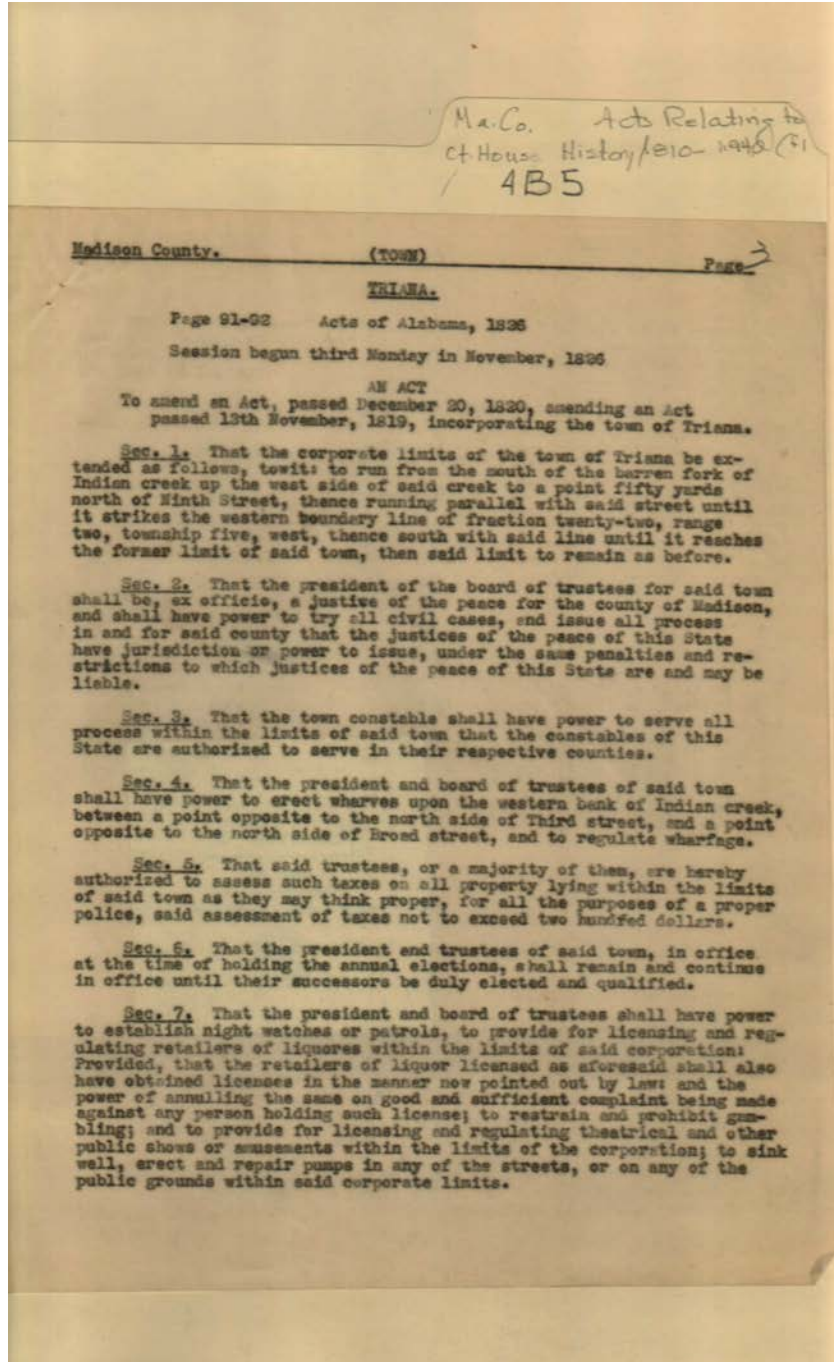 Ma. Co. Acts Relating to
Ct. House History 1810-
4B5
Madison County. (TOWN) Page 3
TRIANA.
Page 91-92 Acts of Alabama, 1826
Session begun third Monday in November, 1826
AN ACT
To amend an Act, passed December 20, 1820, amending an Act
passed 13th November, 1819, incorporating the town of Triana.
Sec. 1. That the corporate limits of the town of Triana be ex-
tended as follows, towit: to run from the mouth of the barren fork of
Indian creek up the west side of said creek to a point fifty yards
north of Ninth Street, thence running parallel with said street until
it strikes the western boundary line of fraction twenty-two, range
two, township five, west, thence south with said line until it reaches
the former limit of said town, then said limit to remain as before.
Sec. 2. That the president of the board of trustees for said town
shall be, ex officio, a justice of the peace for the county of Madison,
and shall have power to try all civil cases, and issue all process
in and for said county that the justices of the peace of this State
have jurisdiction or power to issue, under the same penalties and re-
strictions to which justices of the peace of this State are and may be
liable.
Sec. 3. That the town constable shall have power to serve all
process within the limits of said town that the constables of this
State are authorized to serve in their respective counties.
Sec. 4. That the president and board of trustees of said town
shall have power to erect wharves upon the western bank of Indian creek,
between a point opposite to the north side of Third street, and a point
opposite to the north side of Broad street, and to regulate wharfage.
Sec. 5. That said trustees, or a majority of them, are hereby
authorized to assess such taxes on all property lying within the limits
of said town as they may think proper, for all the purposes of a proper
police, said assessment of taxes not to exceed two hundfed dollars.
Sec. 6. That the president and trustees of said town, in office
at the time of holding the annual elections, shall remain and continue
in office until their successors be duly elected and qualified.
Sec. 7. That the president and board of trustees shall have power
to establish night watches or patrols, to provide for licensing and reg-
ulating retailers of liquores within the limits of said corporation:
Provided, that the retailers of liquor licensed as aforesaid shall also
have obtained licenses in the manner now pointed out by law: and the
power of annulling the same on good and sufficient complaint being made
against any person holding such license; to restrain and prohibit gam-
bling; and to provide for licensing and regulating theatrical and other
public shows or amusements within the limits of the corporation; to sink
well, erect and repair pumps in any of the streets, or on any of the
public grounds within said corporate limits.